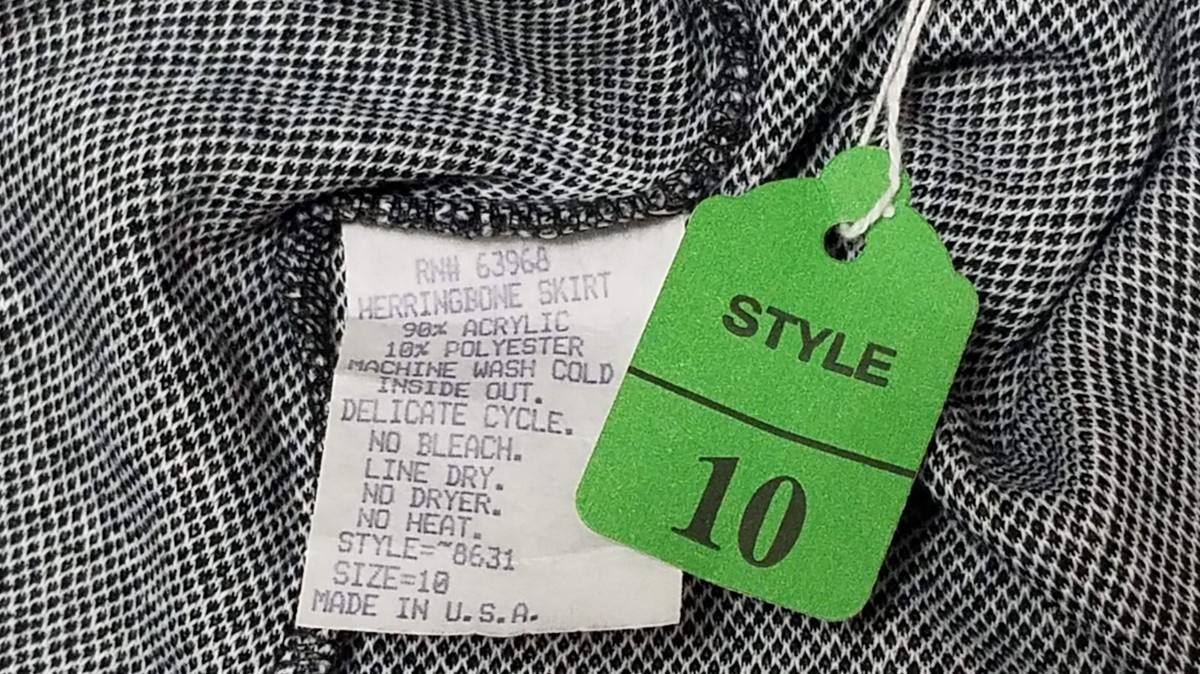 RN# 63968
HERRINGBONE SKIRT
90% ACRYLIC
10% POLYESTER
MACHINE WASH COLD
INSIDE OUT.
DELICATE CYCLE.
NO BLEACH.
LINE DRY.
NO DRYER.
NO HEAT.
STYLE=~8631
SIZE=10
MADE IN U.S.A.
STYLE
10